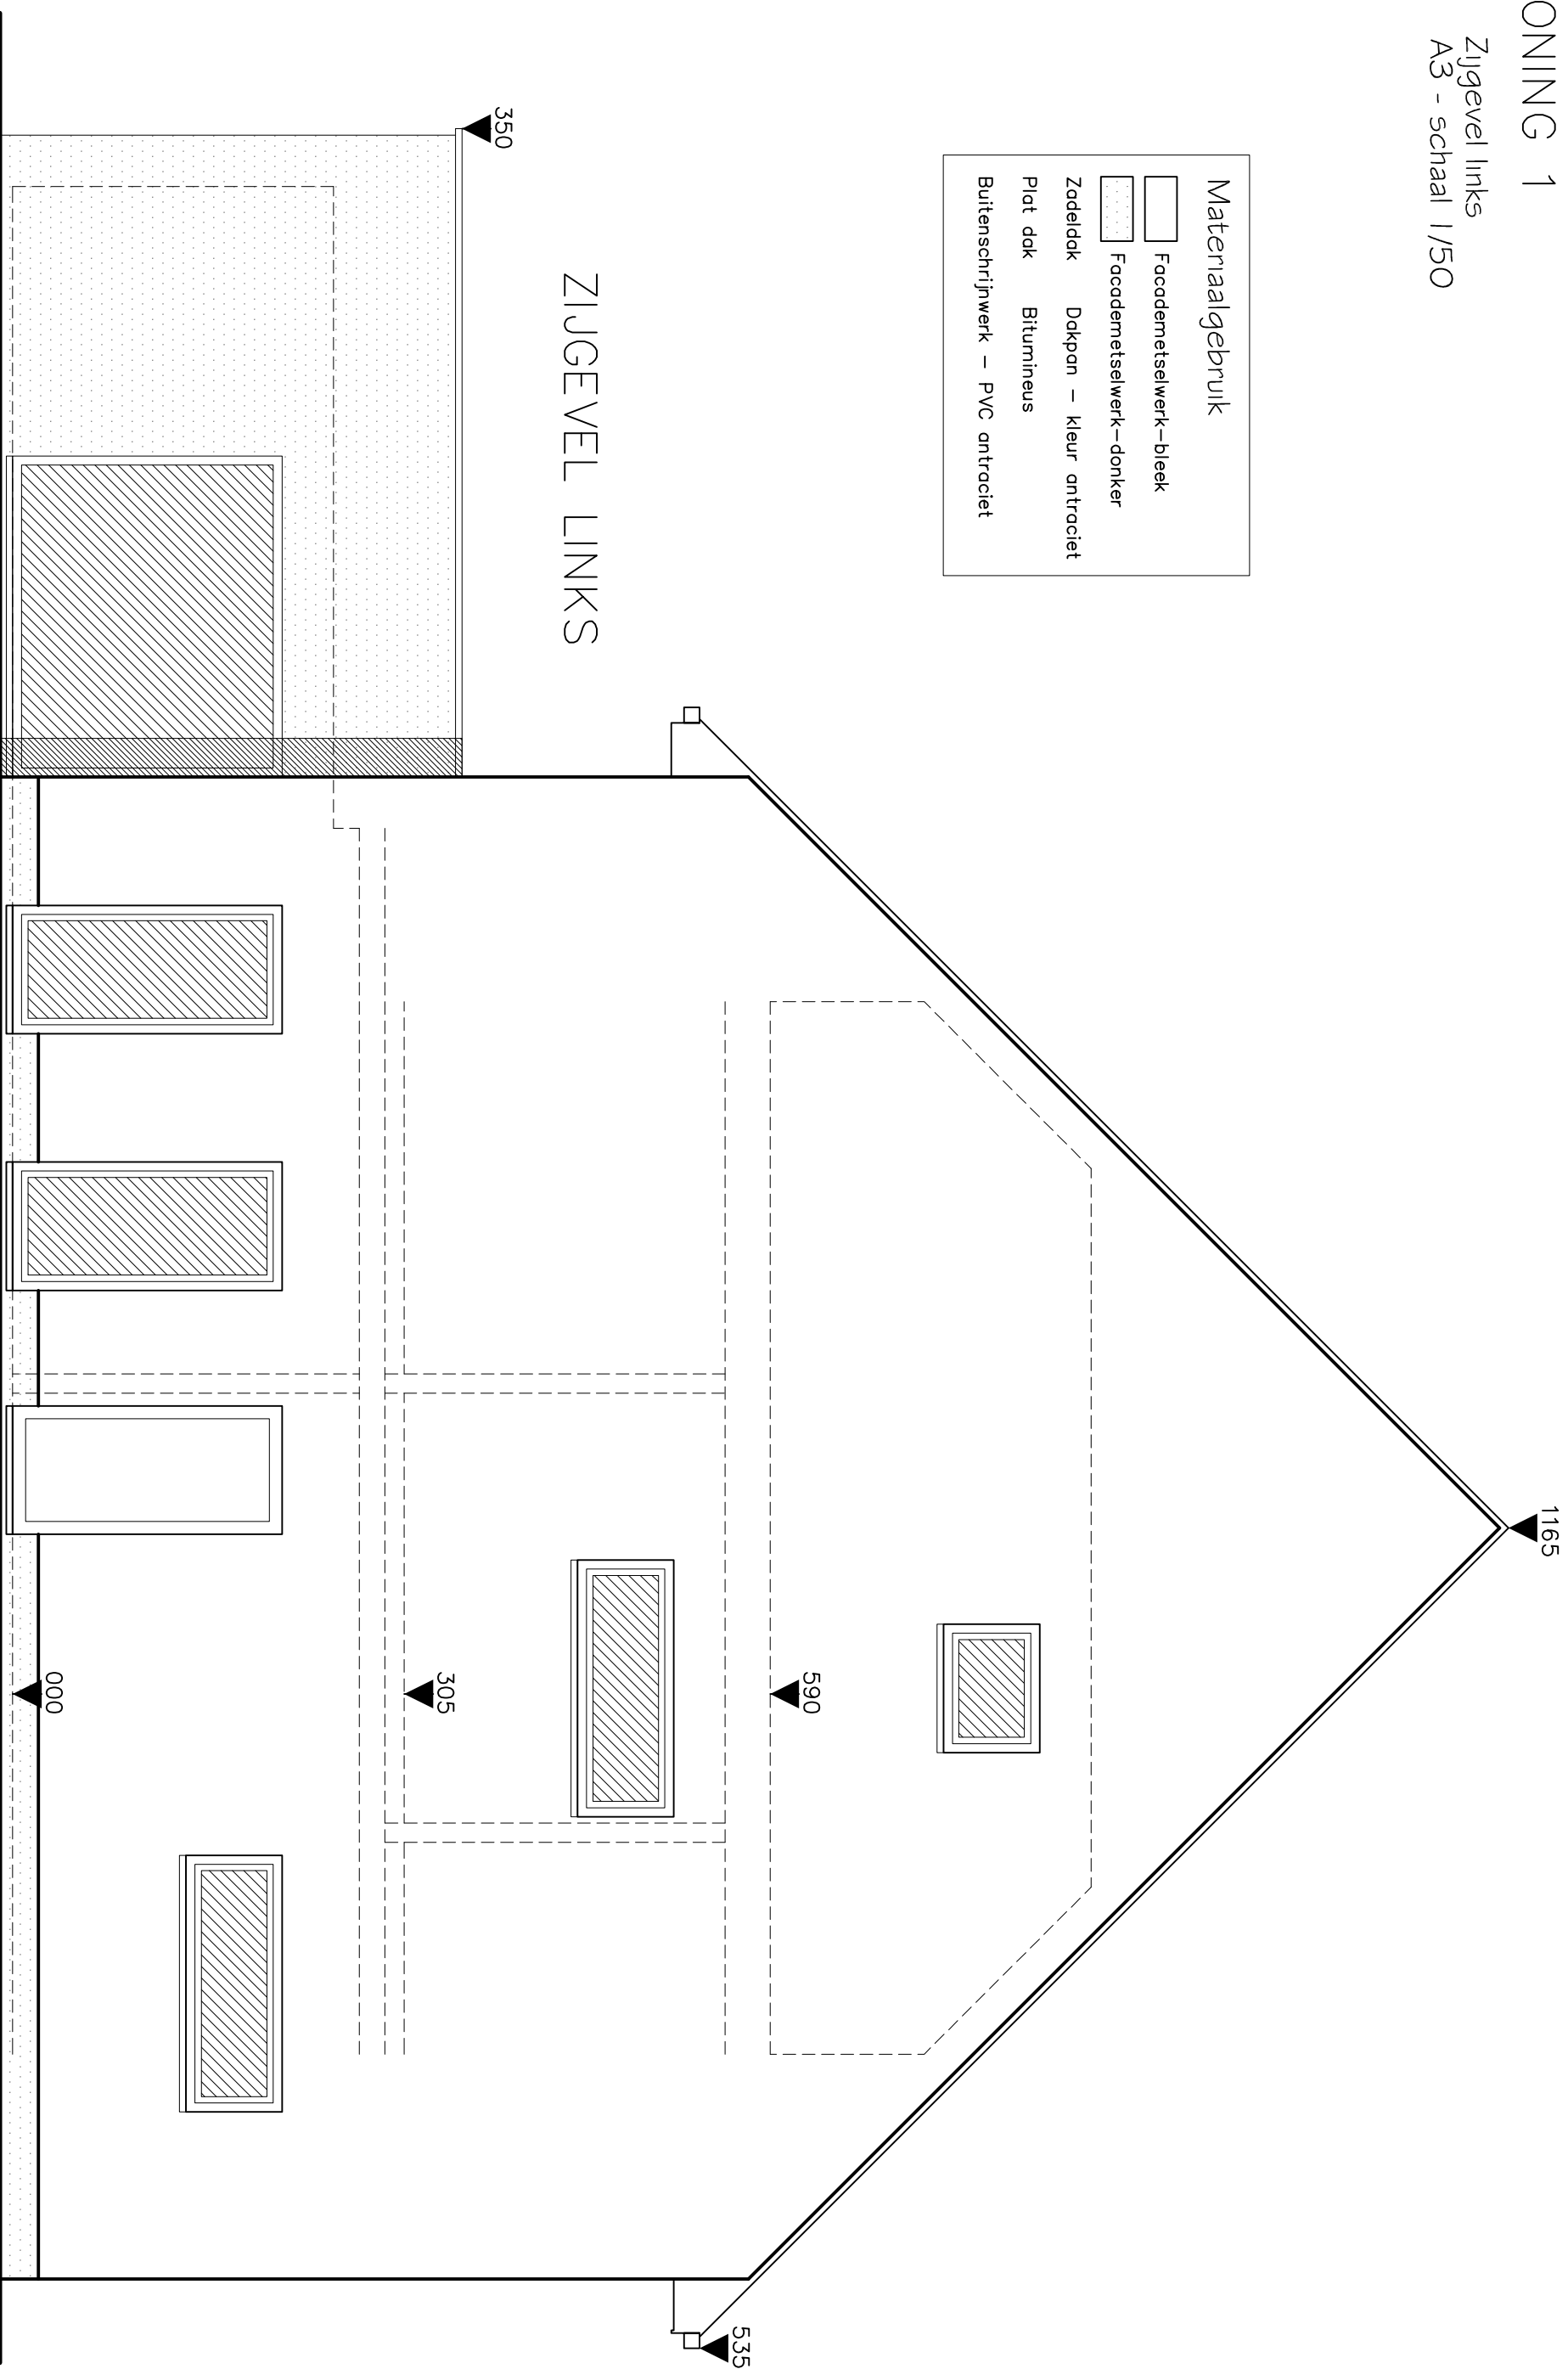 ONING 1
Zijgevel links
A3 - schaal 1/50
Materiaalgebruik
Facademetselwerk-bleek
Facademetselwerk-donker
Zadeldak Dakpan - kleur antraciet
Plat dak Bitumineus
Buitenschrijnwerk - PVC antraciet
ZIJGEVEL LINKS
1165
590
535
350
305
000